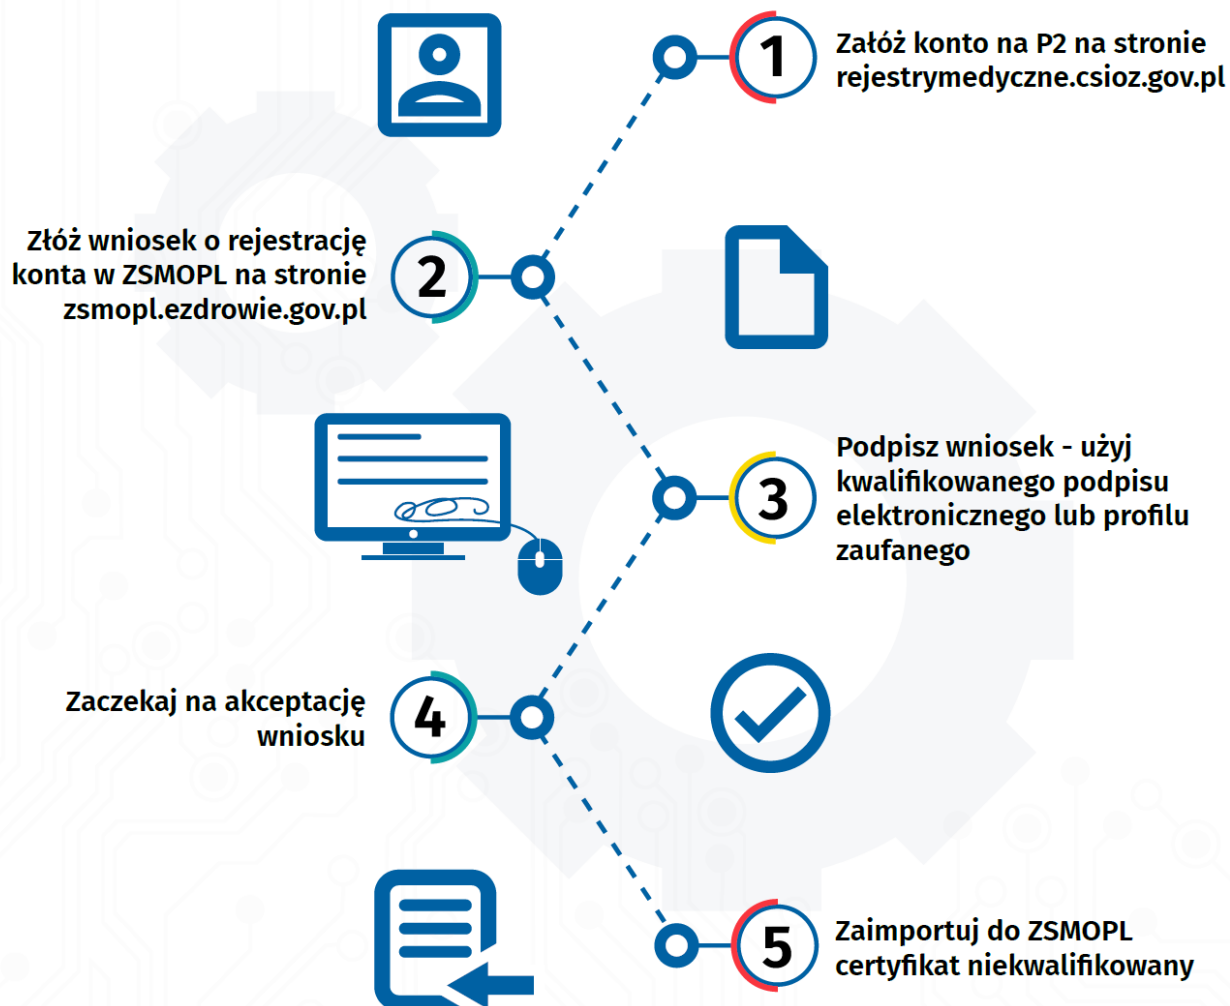 1
Załóż konto na P2 na stronie
rejestrymedyczne.csioz.gov.pl
Złóż wniosek o rejestrację
konta w ZSMOPL na stronie
zsmopl.ezdrowie.gov.pl
2
3
Podpisz wniosek - użyj
kwalifikowanego podpisu
elektronicznego lub profilu
zaufanego
Zaczekaj na akceptację
wniosku
4
5
Zaimportuj do ZSMOPL
certyfikat niekwalifikowany